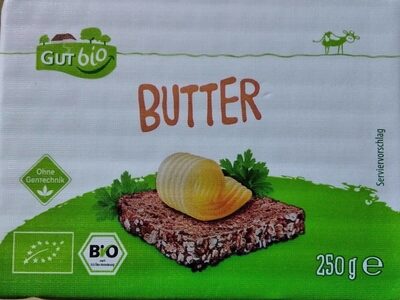 GUT bio
BUTTER
Ohne
Gentechnik
Serviervorschlag
BIO
250 g e